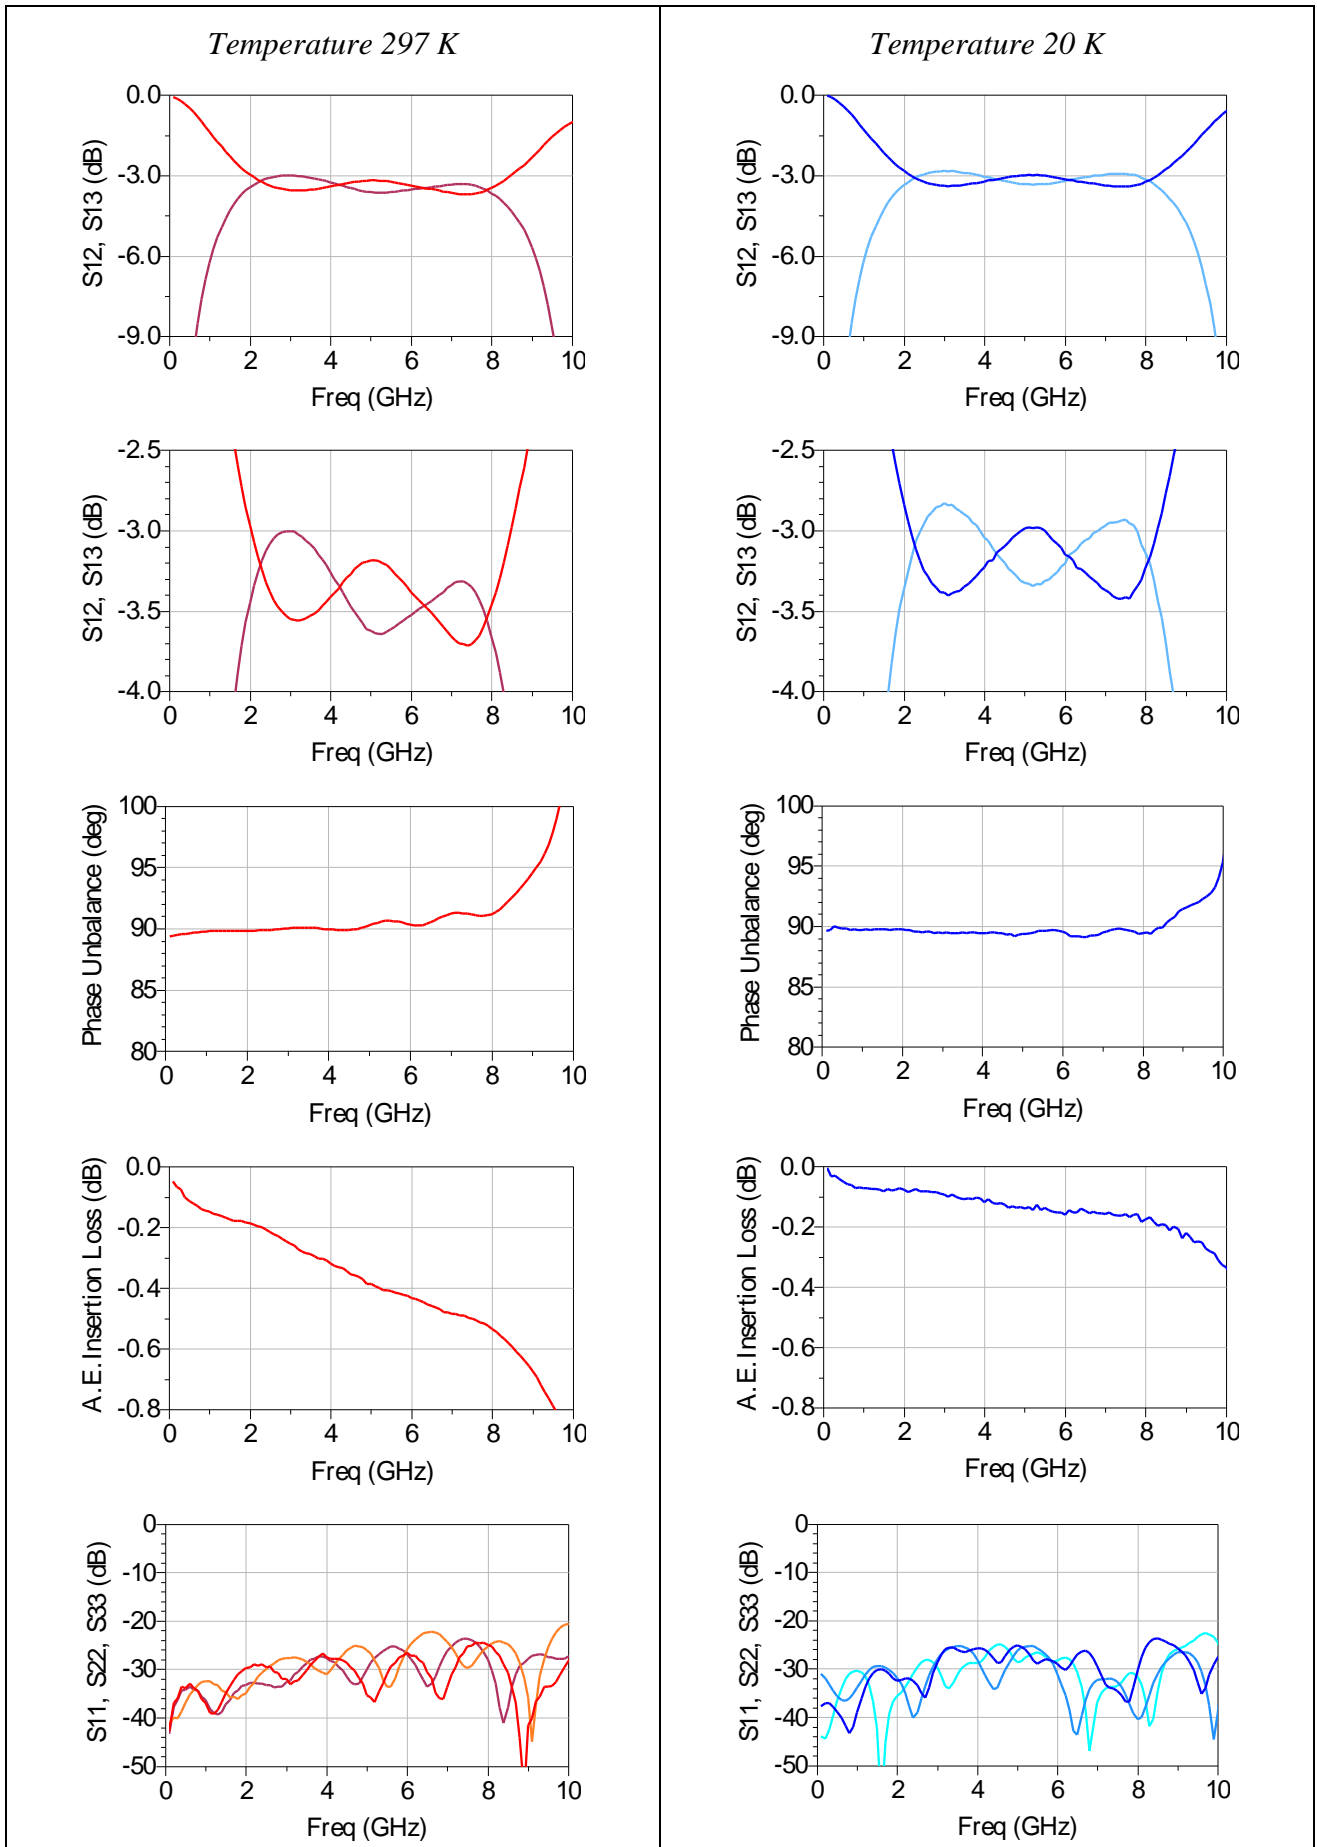 Temperature 297 K
0.0
-3.0
-6.0
-9.0
S12, S13 (dB)
0 2 4 6 8 10
Freq (GHz)
-2.5
-3.0
-3.5
-4.0
S12, S13 (dB)
0 2 4 6 8 10
Freq (GHz)
100
95
90
85
80
Phase Unbalance (deg)
0 2 4 6 8 10
Freq (GHz)
0.0
-0.2
-0.4
-0.6
-0.8
A.E. Insertion Loss (dB)
0 2 4 6 8 10
Freq (GHz)
0
-10
-20
-30
-40
-50
S11, S22, S33 (dB)
0 2 4 6 8 10
Freq (GHz)
Temperature 20 K
0.0
-3.0
-6.0
-9.0
S12, S13 (dB)
0 2 4 6 8 10
Freq (GHz)
-2.5
-3.0
-3.5
-4.0
S12, S13 (dB)
0 2 4 6 8 10
Freq (GHz)
100
95
90
85
80
Phase Unbalance (deg)
0 2 4 6 8 10
Freq (GHz)
0.0
-0.2
-0.4
-0.6
-0.8
A.E. Insertion Loss (dB)
0 2 4 6 8 10
Freq (GHz)
0
-10
-20
-30
-40
-50
S11, S22, S33 (dB)
0 2 4 6 8 10
Freq (GHz)